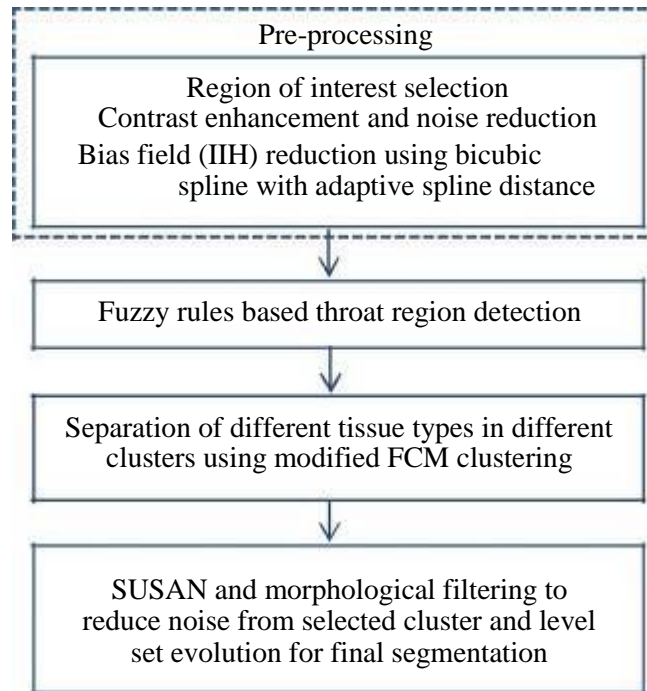 Pre-processing
Region of interest selection
Contrast enhancement and noise reduction
Bias field (IIH) reduction using bicubic
spline with adaptive spline distance
Fuzzy rules based throat region detection
Separation of different tissue types in different
clusters using modified FCM clustering
SUSAN and morphological filtering to
reduce noise from selected cluster and level
set evolution for final segmentation